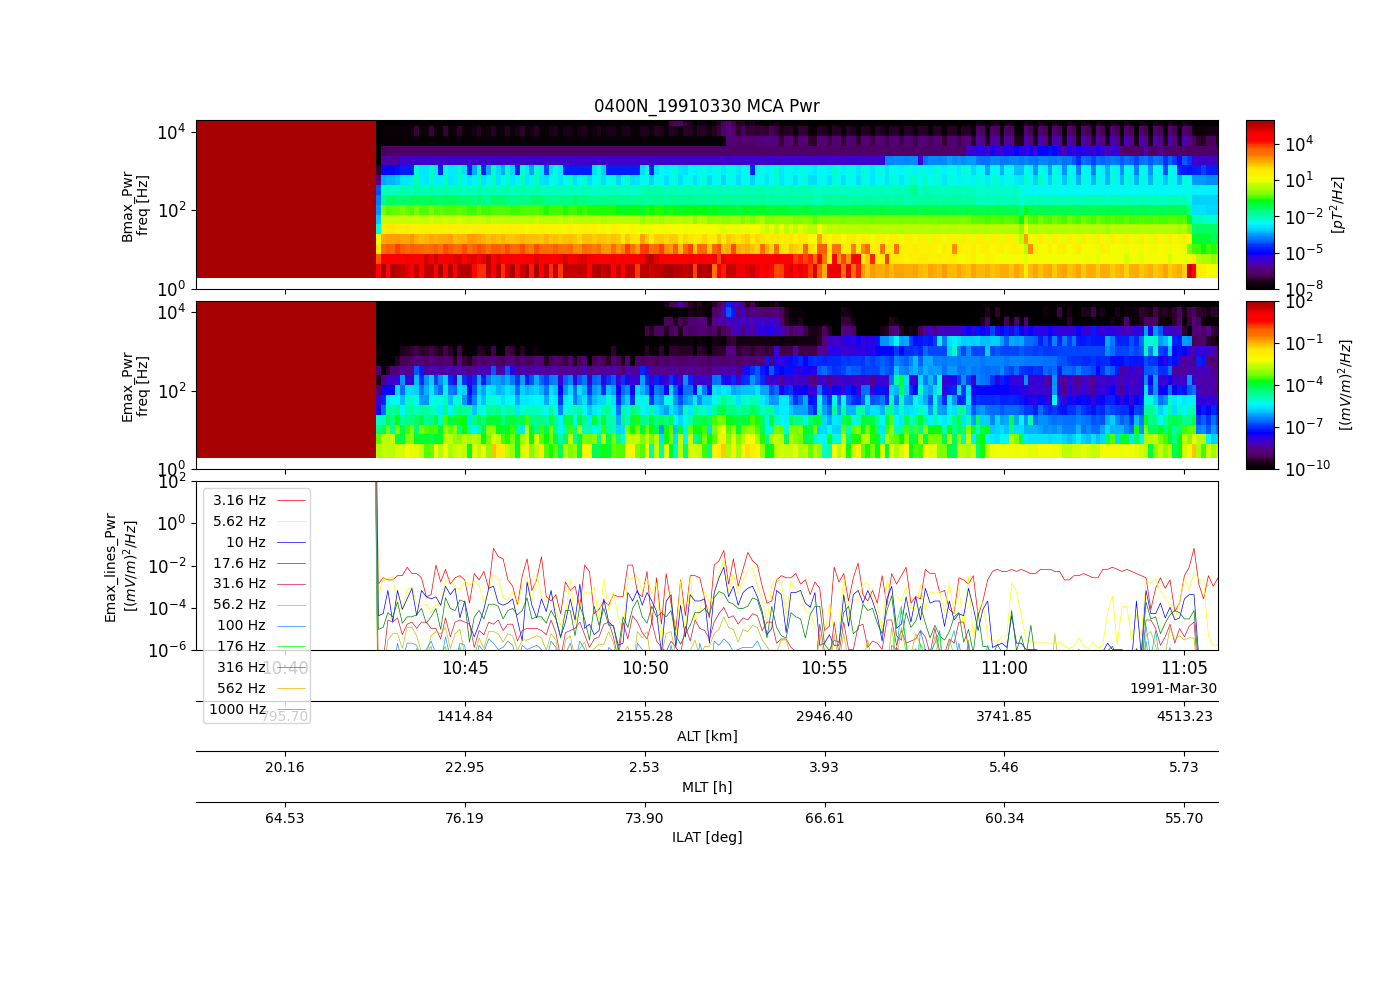 0400N_19910330 MCA Pwr
Bmax_Pwr
freq [Hz]
10^4
10^2
10^0
10^4
10^1
10^-2
10^-5
10^-8
[pT^2/Hz]
Emax_Pwr
freq [Hz]
10^4
10^2
10^0
10^2
10^-1
10^-4
10^-7
10^-10
[(mV/m)^2/Hz]
Emax_lines_Pwr
[(mV/m)^2/Hz]
10^2
10^0
10^-2
10^-4
10^-6
3.16 Hz
5.62 Hz
10 Hz
17.6 Hz
31.6 Hz
56.2 Hz
100 Hz
176 Hz
316 Hz
562 Hz
1000 Hz
10:40 10:45 10:50 10:55 11:00 11:05
1991-Mar-30
795.70 1414.84 2155.28 2946.40 3741.85 4513.23
ALT [km]
20.16 22.95 2.53 3.93 5.46 5.73
MLT [h]
64.53 76.19 73.90 66.61 60.34 55.70
ILAT [deg]